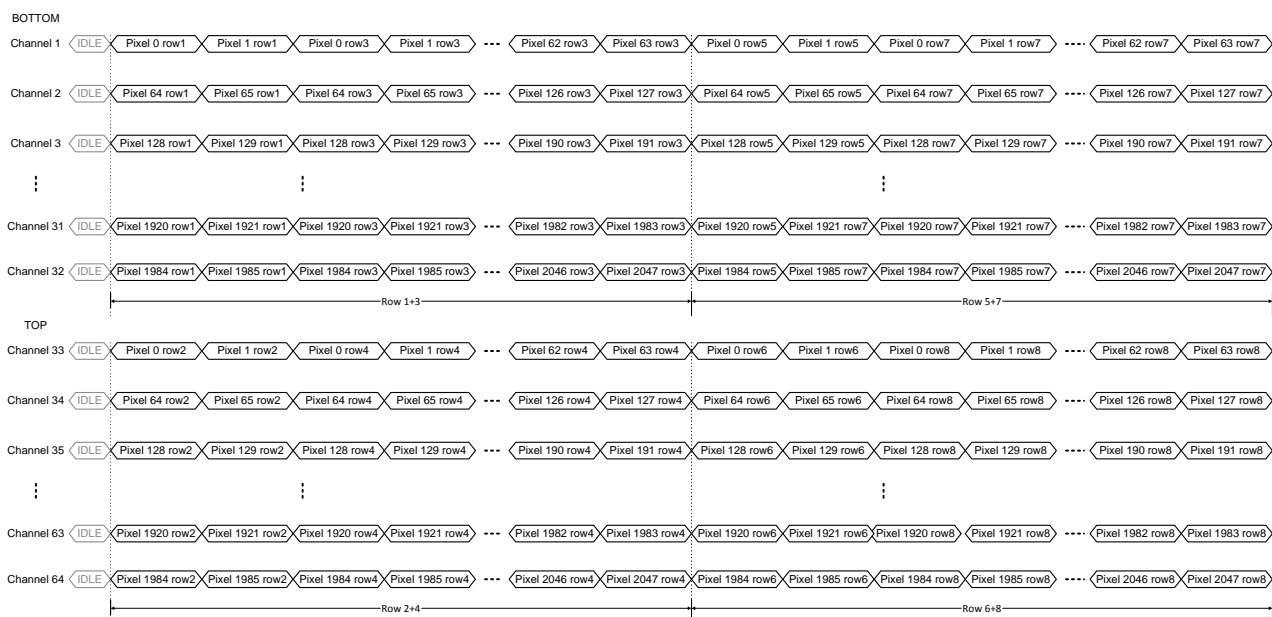 BOTTOM
Channel 1 IDLE Pixel 0 row1 Pixel 1 row1 Pixel 0 row3 Pixel 1 row3 Pixel 62 row3 Pixel 63 row3 Pixel 0 row5 Pixel 1 row5 Pixel 0 row7 Pixel 1 row7 Pixel 62 row7 Pixel 63 row7
Channel 2 IDLE Pixel 64 row1 Pixel 65 row1 Pixel 64 row3 Pixel 65 row3 Pixel 126 row3 Pixel 127 row3 Pixel 64 row5 Pixel 65 row5 Pixel 64 row7 Pixel 65 row7 Pixel 126 row7 Pixel 127 row7
Channel 3 IDLE Pixel 128 row1 Pixel 129 row1 Pixel 128 row3 Pixel 129 row3 Pixel 190 row3 Pixel 191 row3 Pixel 128 row5 Pixel 129 row5 Pixel 128 row7 Pixel 129 row7 Pixel 190 row7 Pixel 191 row7
Channel 31 IDLE Pixel 1920 row1 Pixel 1921 row1 Pixel 1920 row3 Pixel 1921 row3 Pixel 1982 row3 Pixel 1983 row3 Pixel 1920 row5 Pixel 1921 row7 Pixel 1920 row7 Pixel 1921 row7 Pixel 1982 row7 Pixel 1983 row7
Channel 32 IDLE Pixel 1984 row1 Pixel 1985 row1 Pixel 1984 row3 Pixel 1985 row3 Pixel 2046 row3 Pixel 2047 row3 Pixel 1984 row5 Pixel 1985 row7 Pixel 1984 row7 Pixel 1985 row7 Pixel 2046 row7 Pixel 2047 row7
Row 1+3 Row 5+7
TOP
Channel 33 IDLE Pixel 0 row2 Pixel 1 row2 Pixel 0 row4 Pixel 1 row4 Pixel 62 row4 Pixel 63 row4 Pixel 0 row6 Pixel 1 row6 Pixel 0 row8 Pixel 1 row8 Pixel 62 row8 Pixel 63 row8
Channel 34 IDLE Pixel 64 row2 Pixel 65 row2 Pixel 64 row4 Pixel 65 row4 Pixel 126 row4 Pixel 127 row4 Pixel 64 row6 Pixel 65 row6 Pixel 64 row8 Pixel 65 row8 Pixel 126 row8 Pixel 127 row8
Channel 35 IDLE Pixel 128 row2 Pixel 129 row2 Pixel 128 row4 Pixel 129 row4 Pixel 190 row4 Pixel 191 row4 Pixel 128 row6 Pixel 129 row6 Pixel 128 row8 Pixel 129 row8 Pixel 190 row8 Pixel 191 row8
Channel 63 IDLE Pixel 1920 row2 Pixel 1921 row2 Pixel 1920 row4 Pixel 1921 row4 Pixel 1982 row4 Pixel 1983 row4 Pixel 1920 row6 Pixel 1921 row6 Pixel 1920 row8 Pixel 1921 row8 Pixel 1982 row8 Pixel 1983 row8
Channel 64 IDLE Pixel 1984 row2 Pixel 1985 row2 Pixel 1984 row4 Pixel 1985 row4 Pixel 2046 row4 Pixel 2047 row4 Pixel 1984 row6 Pixel 1985 row6 Pixel 1984 row8 Pixel 1985 row8 Pixel 2046 row8 Pixel 2047 row8
Row 2+4 Row 6+8